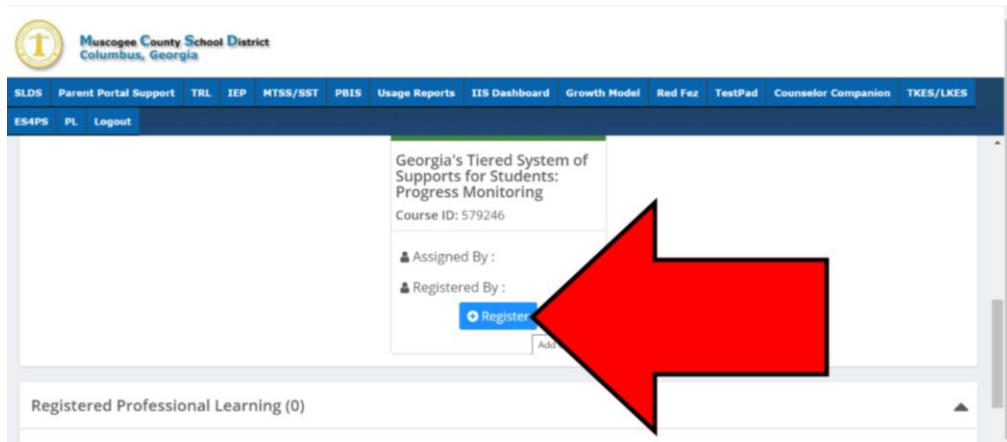 Muscogee County School District
Columbus, Georgia
SLDS Parent Portal Support TRL IEP MTSS/SST PBIS Usage Reports IIS Dashboard Growth Model Red Fez TestPad Counselor Companion TKES/LKES
ES4PS PL Logout
Georgia's Tiered System of
Supports for Students:
Progress Monitoring
Course ID: 579246
Assigned By :
Registered By :
Register
Add
Registered Professional Learning (0)